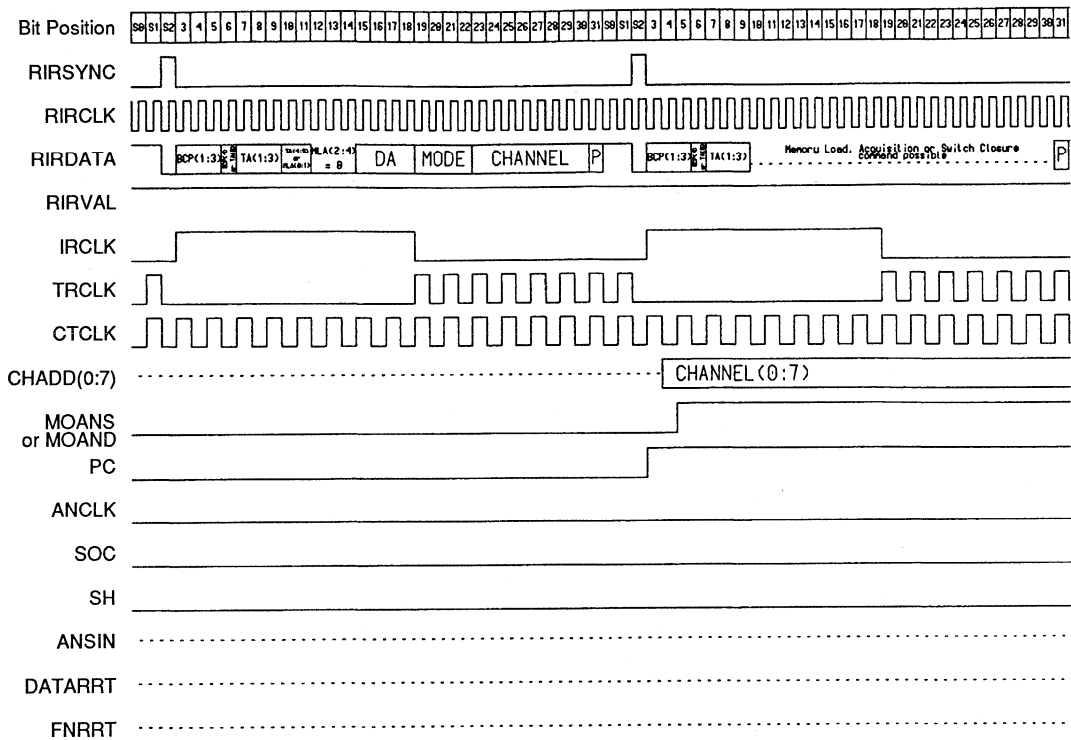 Bit Position S0 S1 S2 3 4 5 6 7 8 9 10 11 12 13 14 15 16 17 18 19 20 21 22 23 24 25 26 27 28 29 30 31 S0 S1 S2 3 4 5 6 7 8 9 10 11 12 13 14 15 16 17 18 19 20 21 22 23 24 25 26 27 28 29 30 31
RIRSYNC
RIRCLK
RIRDATA BCP(1:3) TA(1:3) MLA(2:4) = 0 DA MODE CHANNEL P BCP(1:3) TA(1:3) Memory Load, Acquisition or Switch Closure command possible P
RIRVAL
IRCLK
TRCLK
CTCLK
CHADD(0:7) CHANNEL(0:7)
MOANS
or MOAND
PC
ANCLK
SOC
SH
ANSIN
DATARRT
FNRRT